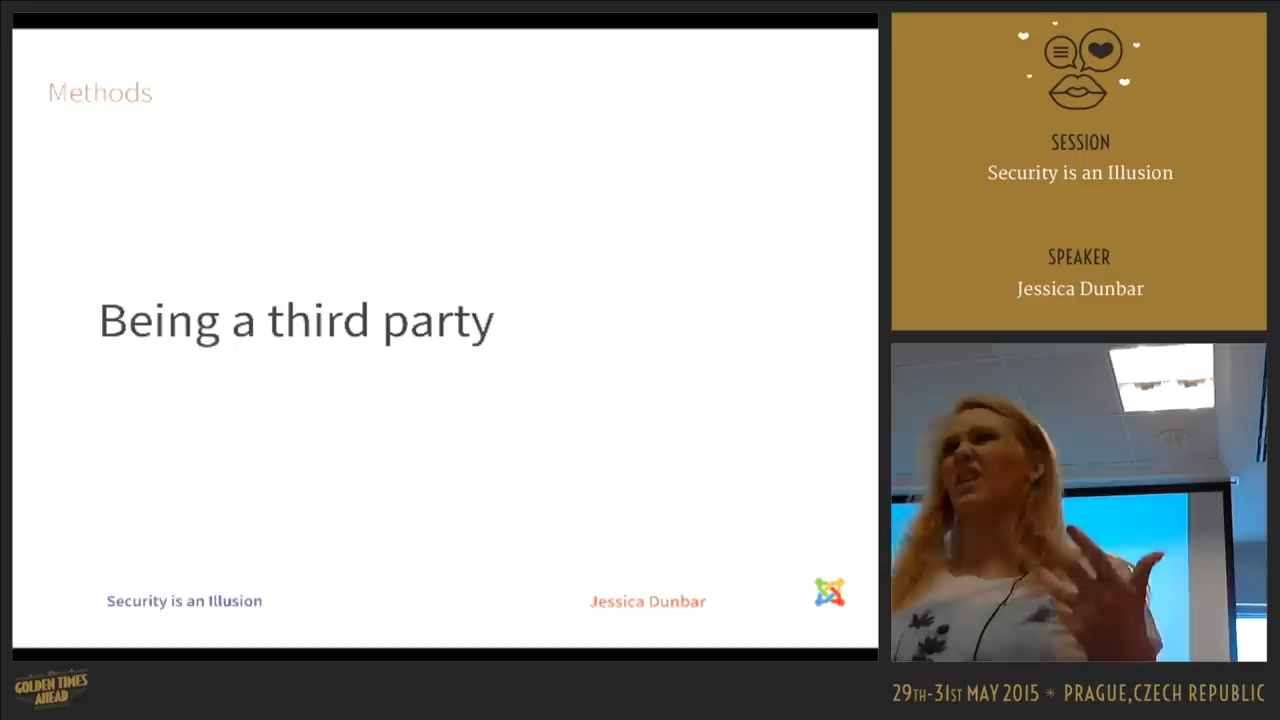 Methods
Being a third party
Security is an Illusion
Jessica Dunbar
SESSION
Security is an Illusion
SPEAKER
Jessica Dunbar
GOLDEN TIMES
AHEAD
29TH-31ST MAY 2015 * PRAGUE, CZECH REPUBLIC